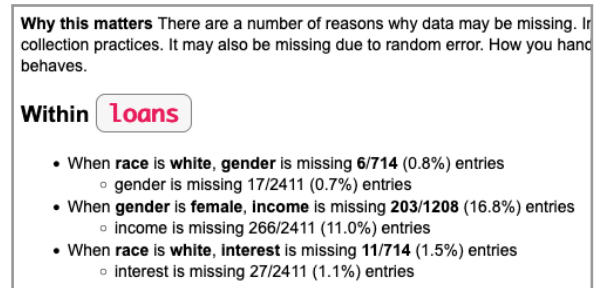 Why this matters There are a number of reasons why data may be missing.
collection practices. It may also be missing due to random error. How you
behaves.
Within loans
• When race is white, gender is missing 6/714 (0.8%) entries
◦ gender is missing 17/2411 (0.7%) entries
• When gender is female, income is missing 203/1208 (16.8%) entries
◦ income is missing 266/2411 (11.0%) entries
• When race is white, interest is missing 11/714 (1.5%) entries
◦ interest is missing 27/2411 (1.1%) entries